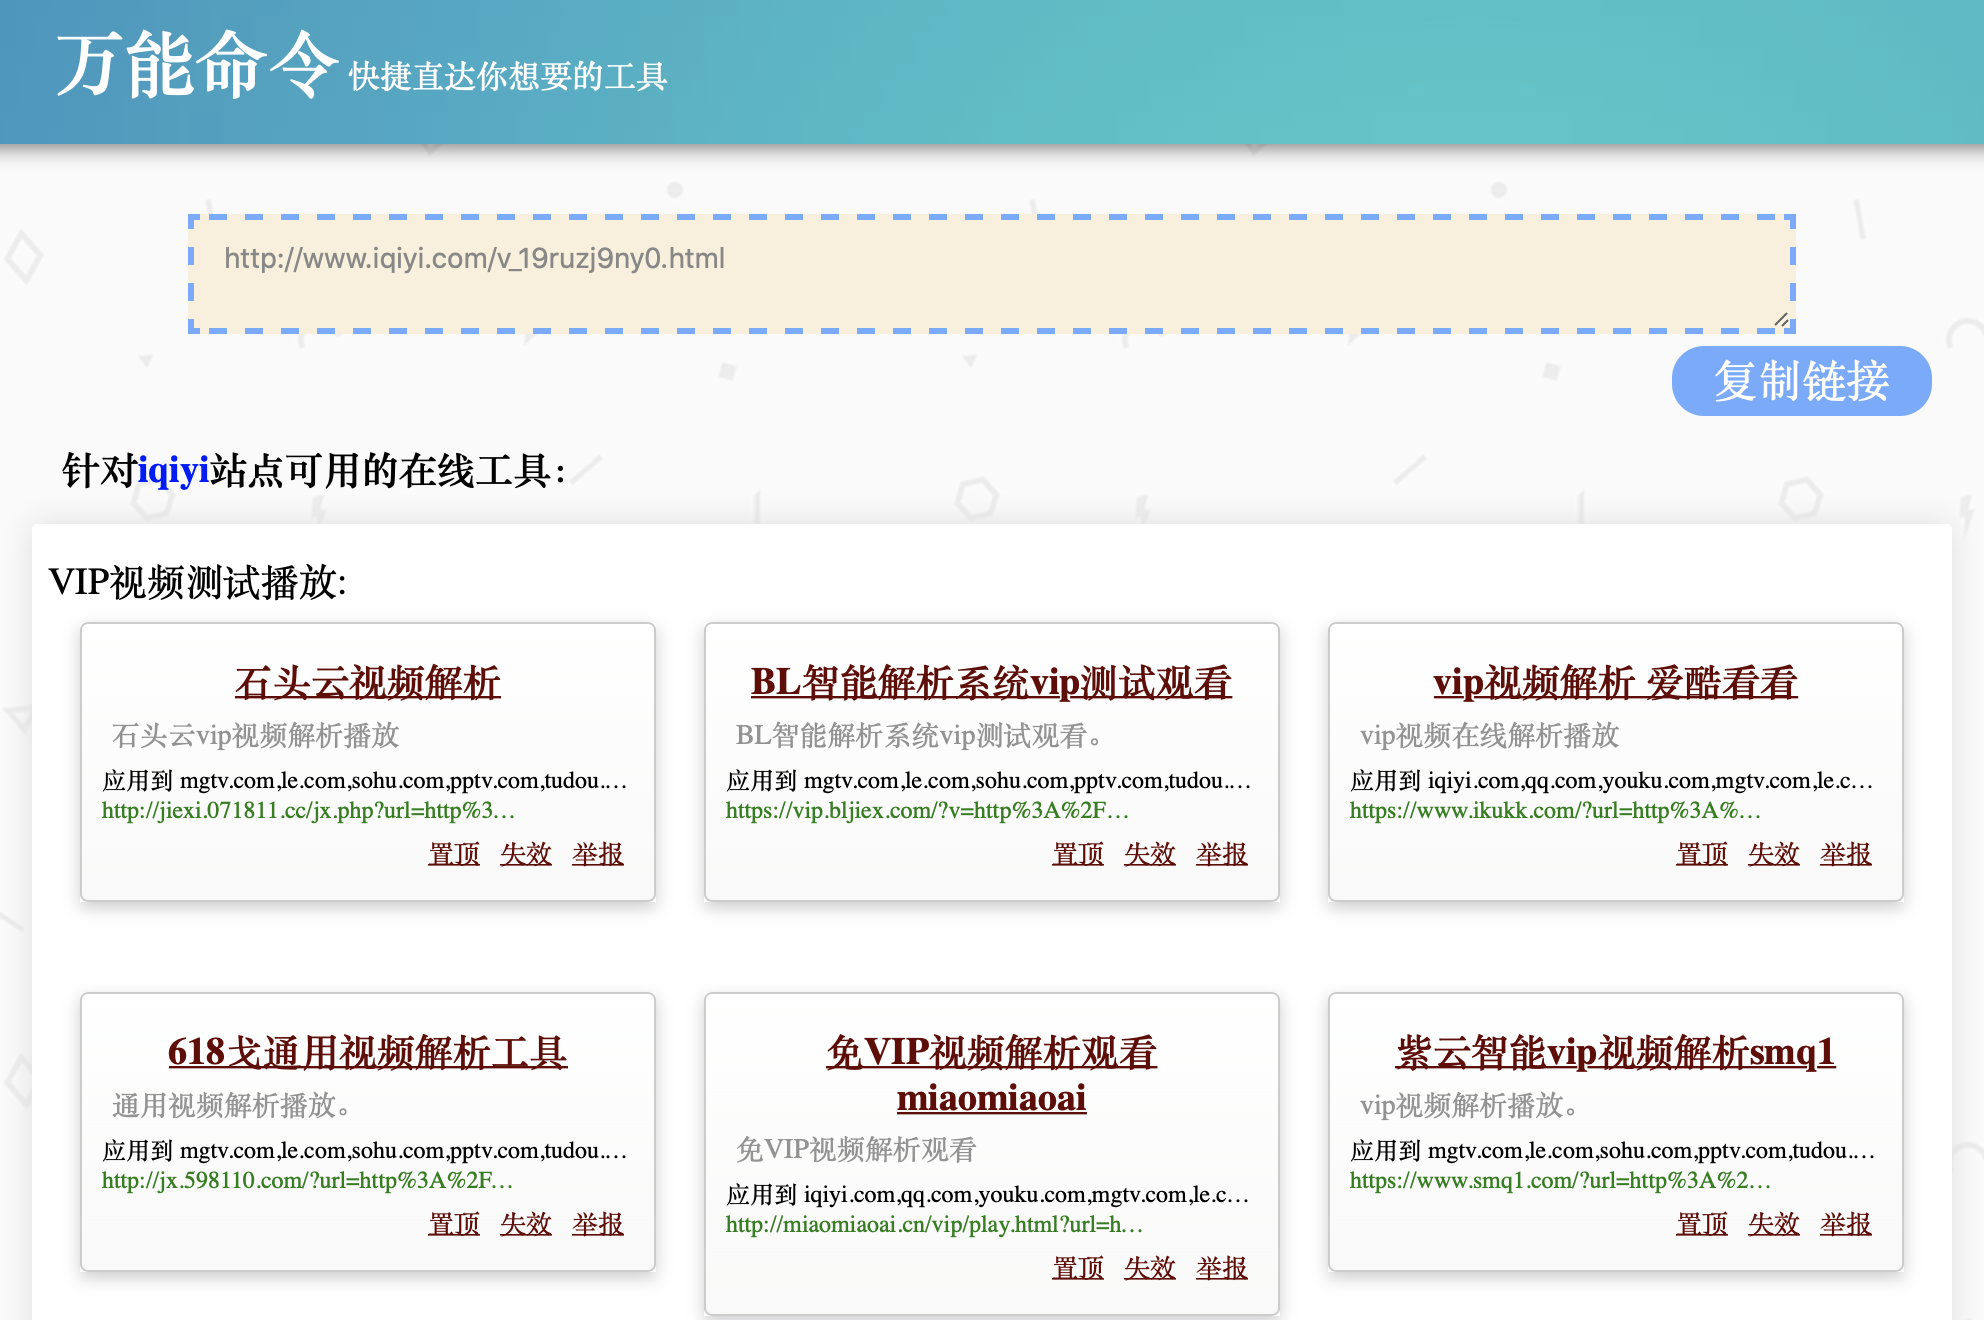 万能命令 快捷直达你想要的工具
http://www.iqiyi.com/v_19ruzj9ny0.html
复制链接
针对iqiyi站点可用的在线工具：
VIP视频测试播放:
石头云视频解析
石头云vip视频解析播放
应用到 mgtv.com,le.com,sohu.com,pptv.com,tudou.…
http://jiexi.071811.cc/jx.php?url=http%3…
置顶 失效 举报
BL智能解析系统vip测试观看
BL智能解析系统vip测试观看。
应用到 mgtv.com,le.com,sohu.com,pptv.com,tudou.…
https://vip.bljiex.com/?v=http%3A%2F…
置顶 失效 举报
vip视频解析 爱酷看看
vip视频在线解析播放
应用到 iqiyi.com,qq.com,youku.com,mgtv.com,le.c…
https://www.ikukk.com/?url=http%3A%…
置顶 失效 举报
618戈通用视频解析工具
通用视频解析播放。
应用到 mgtv.com,le.com,sohu.com,pptv.com,tudou.…
http://jx.598110.com/?url=http%3A%2F…
置顶 失效 举报
免VIP视频解析观看
miaomiaoai
免VIP视频解析观看
应用到 iqiyi.com,qq.com,youku.com,mgtv.com,le.c…
http://miaomiaoai.cn/vip/play.html?url=h…
置顶 失效 举报
紫云智能vip视频解析smq1
vip视频解析播放。
应用到 mgtv.com,le.com,sohu.com,pptv.com,tudou.…
https://www.smq1.com/?url=http%3A%2…
置顶 失效 举报